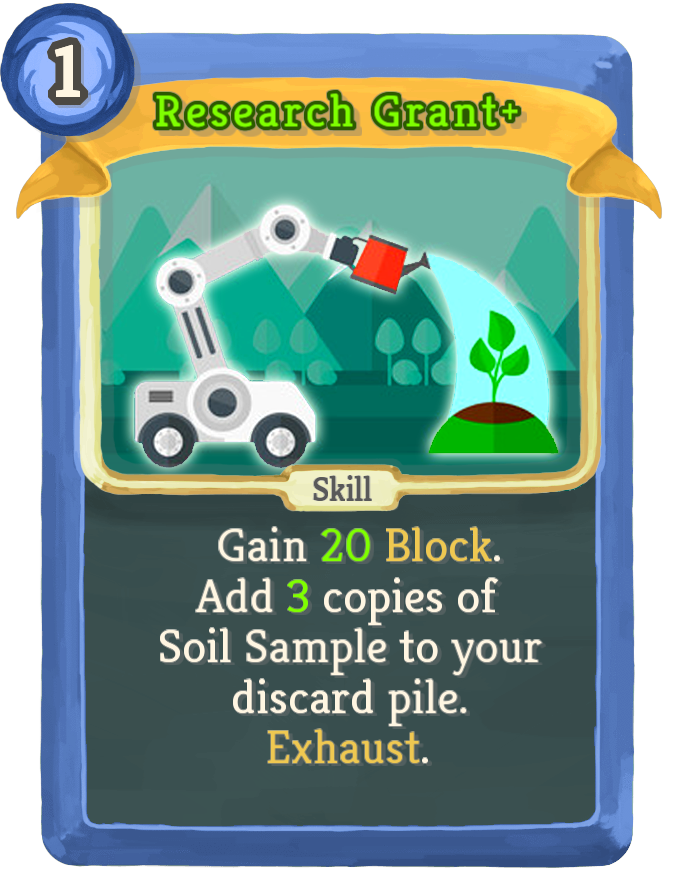 1
Research Grant+
Skill
Gain 20 Block.
Add 3 copies of
Soil Sample to your
discard pile.
Exhaust.